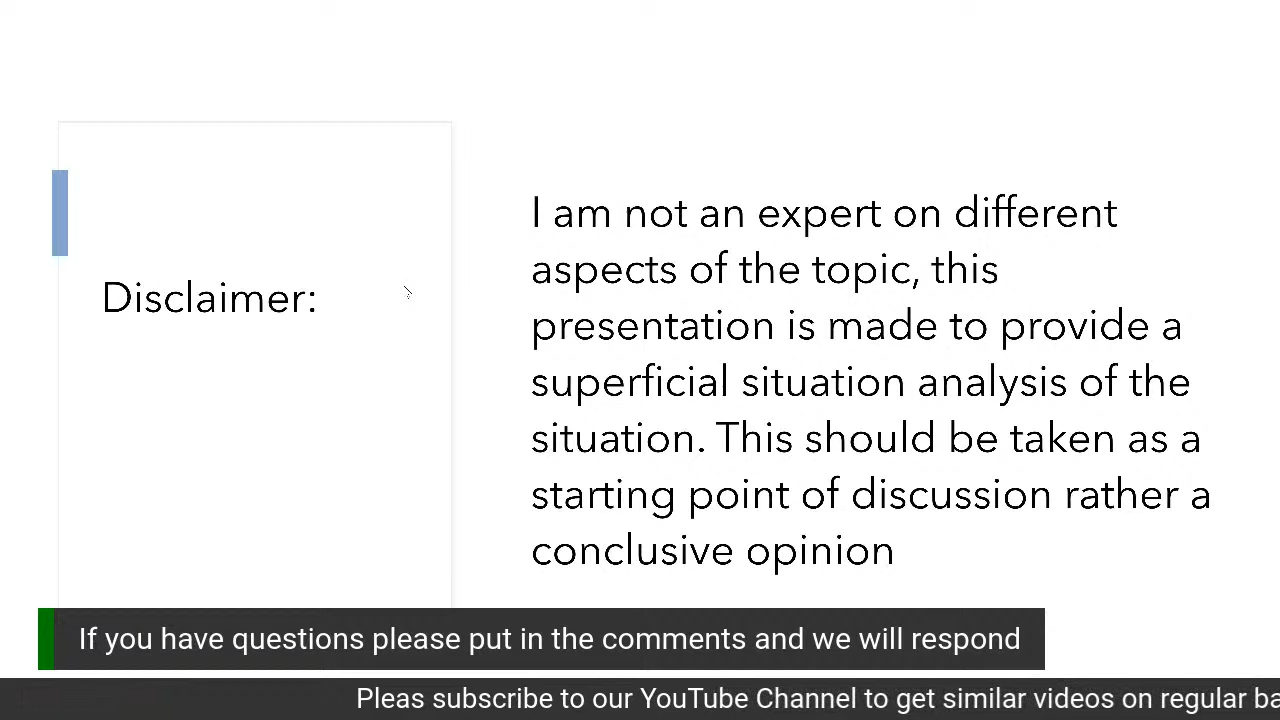 Disclaimer:
I am not an expert on different
aspects of the topic, this
presentation is made to provide a
superficial situation analysis of the
situation. This should be taken as a
starting point of discussion rather a
conclusive opinion
If you have questions please put in the comments and we will respond
Pleas subscribe to our YouTube Channel to get similar videos on regular